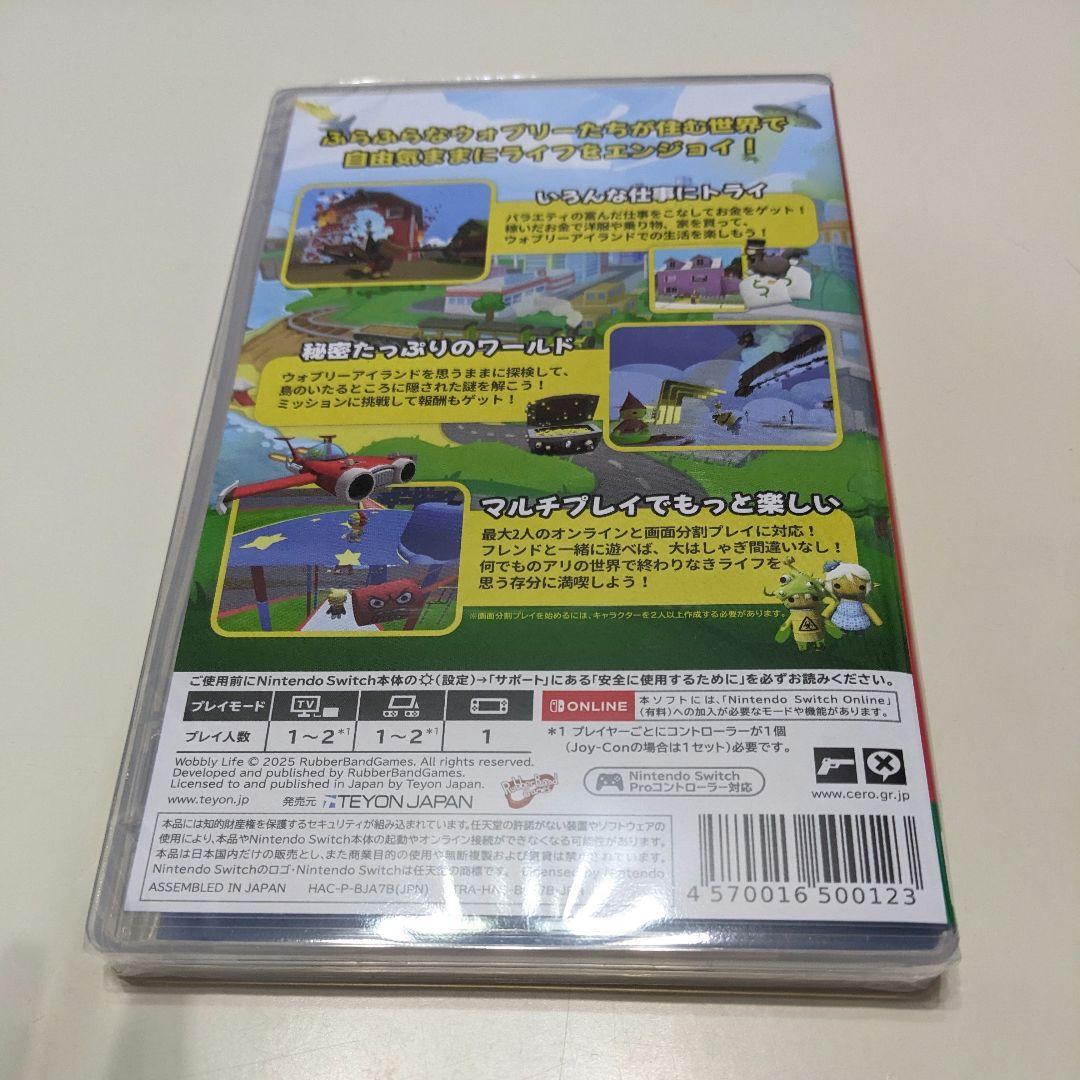 ふらふらなウォブリーたちが住む世界で
自由気ままにライフをエンジョイ！
いろんな仕事にトライ
バラエティの富んだ仕事をこなしてお金をゲット！
稼いだお金で洋服や乗り物、家を買って、
ウォブリーアイランドでの生活を楽しもう！
秘密たっぷりのワールド
ウォブリーアイランドを思うままに探検して、
島のいたるところに隠された謎を解こう！
ミッションに挑戦して報酬もゲット！
マルチプレイでもっと楽しい
最大2人のオンラインと画面分割プレイに対応！
フレンドと一緒に遊べば、大はしゃぎ間違いなし！
何でものアリの世界で終わりなきライフを
思う存分に満喫しよう！
※画面分割プレイを始めるには、キャラクターを2人以上作成する必要があります。
ご使用前にNintendo Switch本体の(設定)→「サポート」にある「安全に使用するために」を必ずお読みください。
プレイモード TV
プレイ人数 1～2*1 1～2*1 1
ONLINE
本ソフトには、「Nintendo Switch Online」
(有料)への加入が必要なモードや機能があります。
*1 プレイヤーごとにコントローラーが1個
(Joy-Conの場合は1セット)必要です。
Wobbly Life © 2025 RubberBandGames. All rights reserved.
Developed and published by RubberBandGames.
Licensed to and published in Japan by Teyon Japan.
www.teyon.jp 発売元 TEYON JAPAN
RubberBand Games
Nintendo Switch
Proコントローラー対応
www.cero.gr.jp
本品には知的財産権を保護するセキュリティが組み込まれています。任天堂の許諾がない装置やソフトウェアの
使用により、本品やNintendo Switch本体の起動やオンライン接続ができなくなる可能性があります。
本品は日本国内だけの販売とし、また商業目的の使用や無断複製および賃貸は禁止されています。
Nintendo Switchのロゴ・Nintendo Switchは任天堂の商標です。 Licensed by Nintendo
ASSEMBLED IN JAPAN HAC-P-BJA7B(JPN)
4 570016 500123